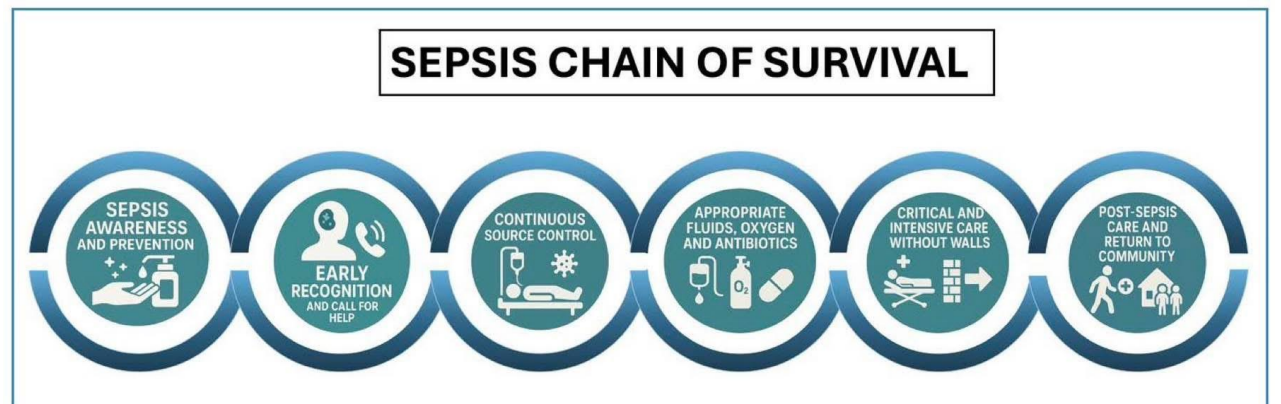 SEPSIS CHAIN OF SURVIVAL
SEPSIS
AWARENESS
AND PREVENTION
EARLY
RECOGNITION
AND CALL FOR
HELP
CONTINUOUS
SOURCE CONTROL
APPROPRIATE
FLUIDS, OXYGEN
AND ANTIBIOTICS
O₂
CRITICAL AND
INTENSIVE CARE
WITHOUT WALLS
POST-SEPSIS
CARE AND
RETURN TO
COMMUNITY